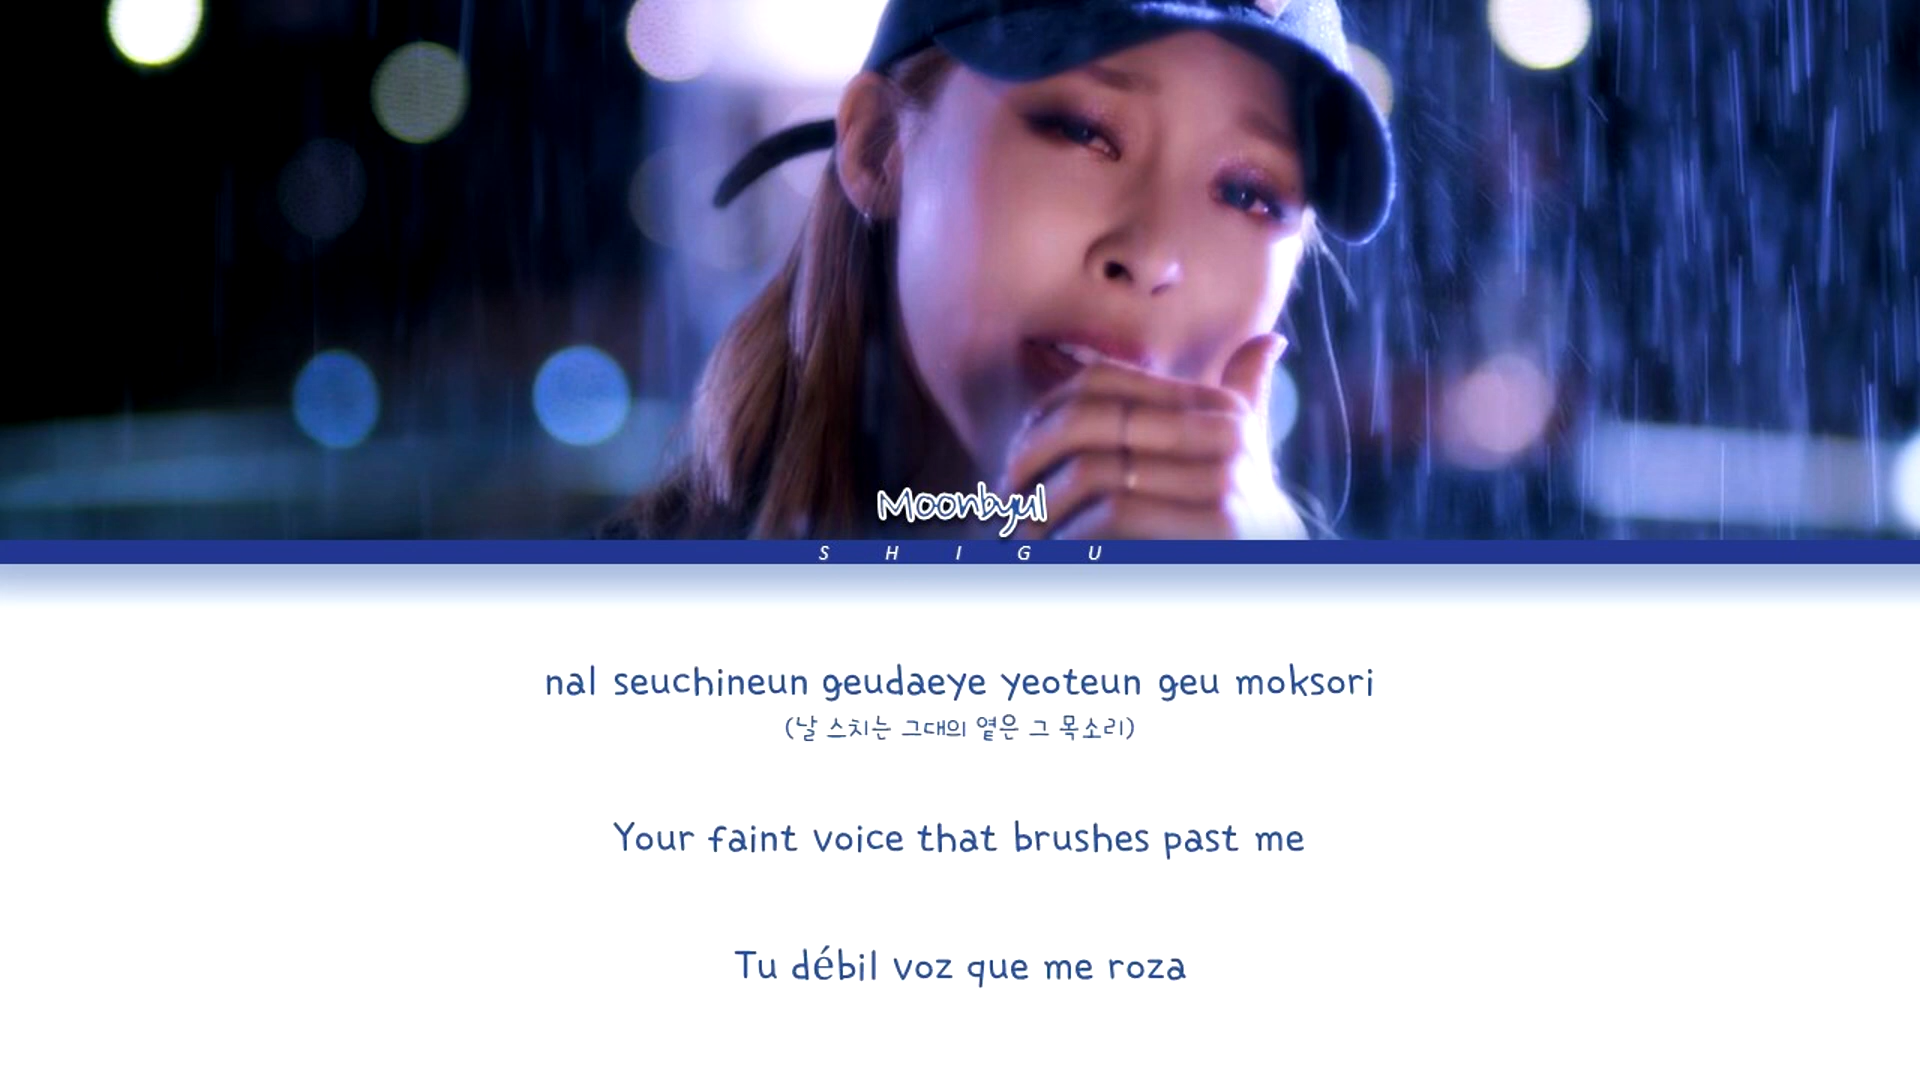 Moonbyul
S H I G U
nal seuchineun geudaeye yeoteun geu moksori
(날 스치는 그대의 옅은 그 목소리)
Your faint voice that brushes past me
Tu débil voz que me roza